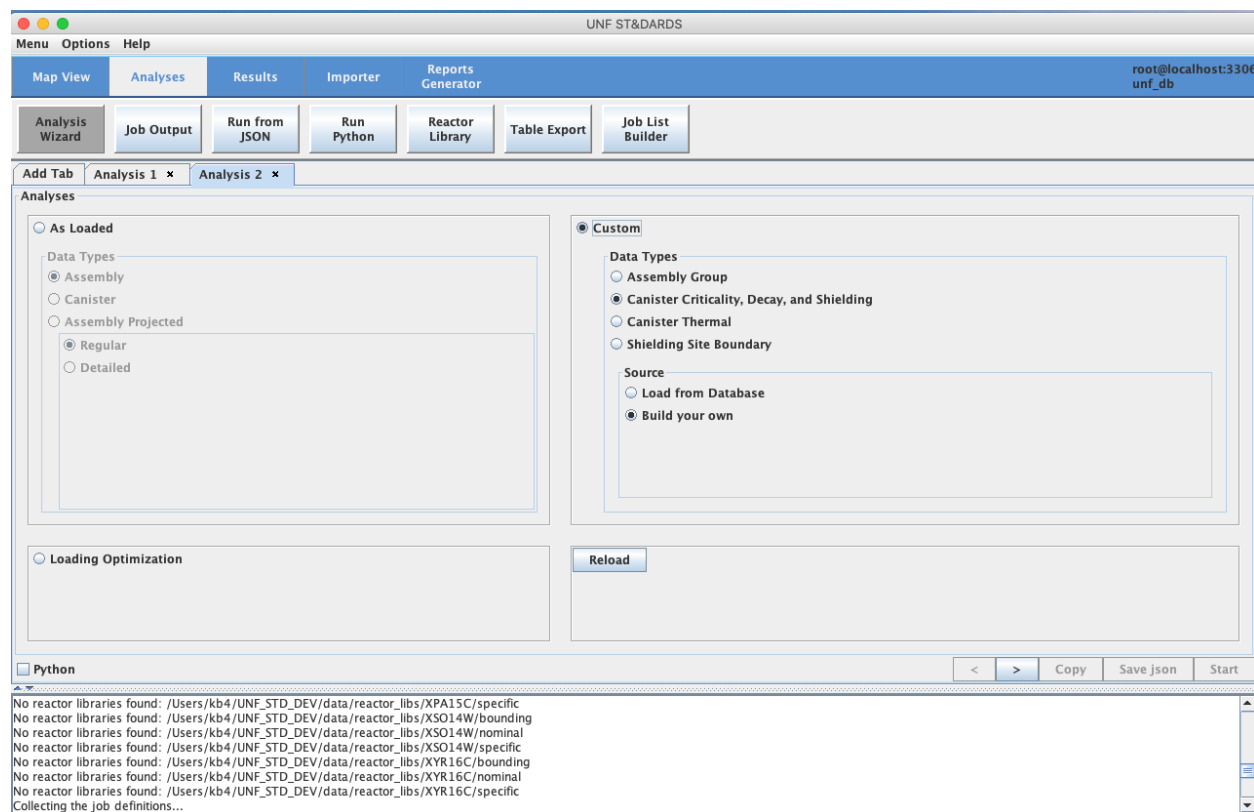 UNF ST&DARDS
Menu Options Help
Map View Analyses Results Importer Reports Generator root@localhost:3306
unf_db
Analysis Wizard Job Output Run from JSON Run Python Reactor Library Table Export Job List Builder
Add Tab Analysis 1 × Analysis 2 ×
Analyses
As Loaded
Data Types
Assembly
Canister
Assembly Projected
Regular
Detailed
Custom
Data Types
Assembly Group
Canister Criticality, Decay, and Shielding
Canister Thermal
Shielding Site Boundary
Source
Load from Database
Build your own
Loading Optimization
Reload
Python < > Copy Save json Start
No reactor libraries found: /Users/kb4/UNF_STD_DEV/data/reactor_libs/XPA15C/specific
No reactor libraries found: /Users/kb4/UNF_STD_DEV/data/reactor_libs/XSO14W/bounding
No reactor libraries found: /Users/kb4/UNF_STD_DEV/data/reactor_libs/XSO14W/nominal
No reactor libraries found: /Users/kb4/UNF_STD_DEV/data/reactor_libs/XSO14W/specific
No reactor libraries found: /Users/kb4/UNF_STD_DEV/data/reactor_libs/XYR16C/bounding
No reactor libraries found: /Users/kb4/UNF_STD_DEV/data/reactor_libs/XYR16C/nominal
No reactor libraries found: /Users/kb4/UNF_STD_DEV/data/reactor_libs/XYR16C/specific
Collecting the job definitions...